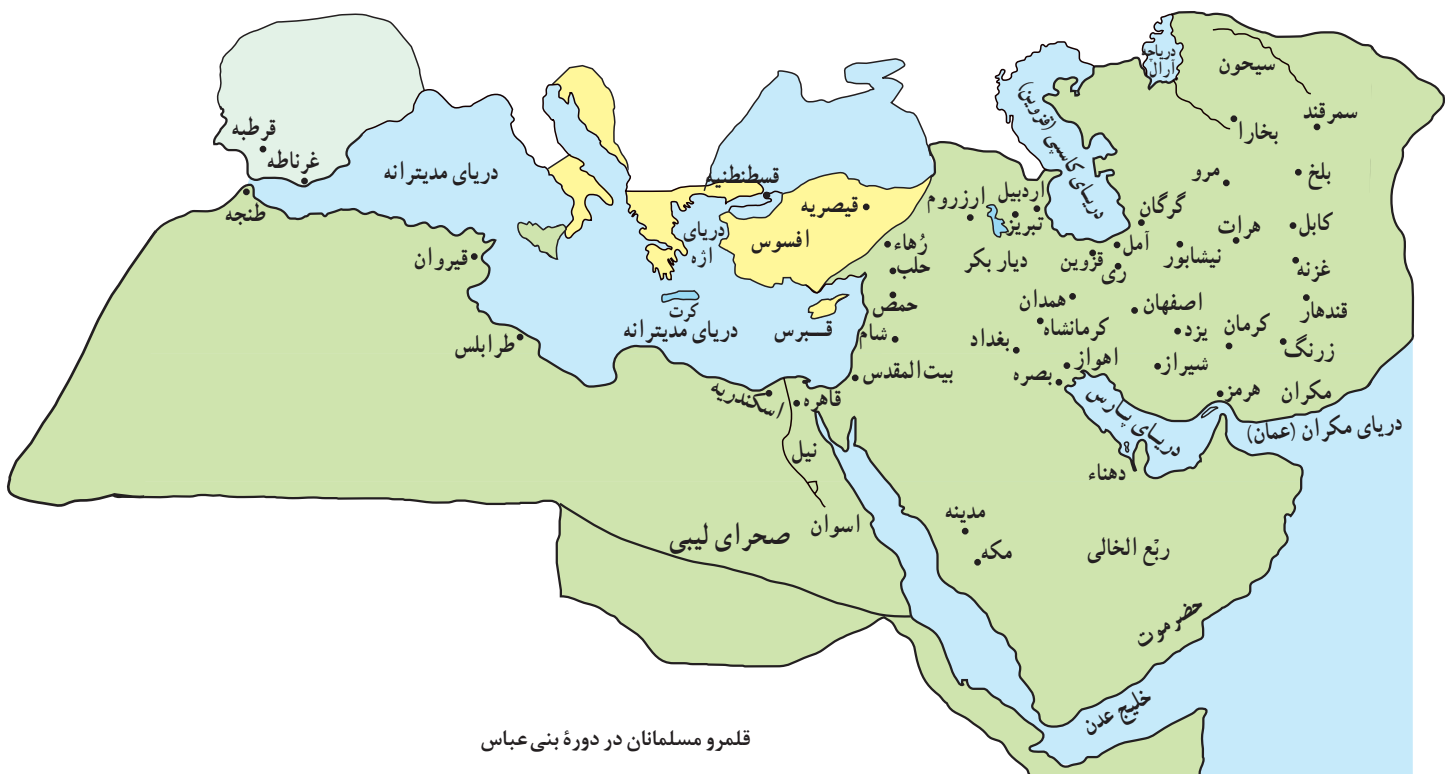 دریاچه
آرال
سیحون
سمرقند
بخارا
بلخ
مرو
کابل
هرات
غزنه
قندهار
نیشابور
گرگان
آمل
ری
قزوین
دریای کاسپی (قزوین)
اردبیل
تبریز
ارزروم
دیار بکر
رُهاء
حلب
حمص
شام
بیت‌المقدس
همدان
کرمانشاه
بغداد
اصفهان
یزد
کرمان
زرنگ
شیراز
اهواز
بصره
هرمز
مکران
دریای مکران (عمان)
دریای پارس
دهناء
مدینه
مکه
ربْع الخالی
حضرموت
خلیج عدن
قسطنطنیه
قیصریه
افسوس
دریای
اژه
کرت
قبرس
دریای مدیترانه
دریای مدیترانه
قرطبه
غرناطه
طنجه
قیروان
طرابلس
اسکندریه
قاهره
نیل
اسوان
صحرای لیبی
قلمرو مسلمانان در دورهٔ بنی عباس